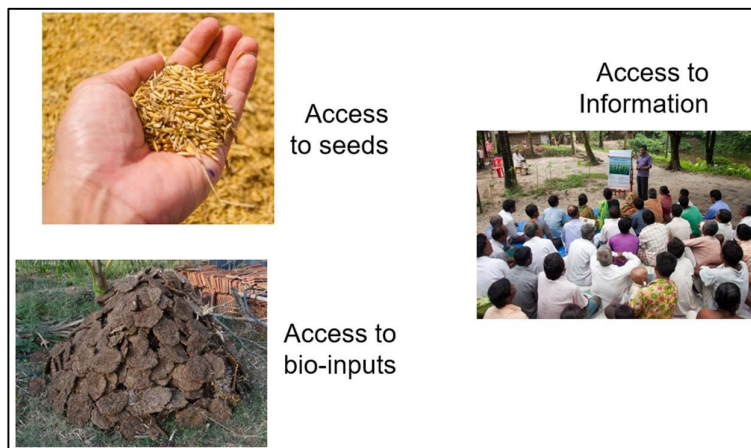 Access
to seeds
Access to
Information
Access to
bio-inputs